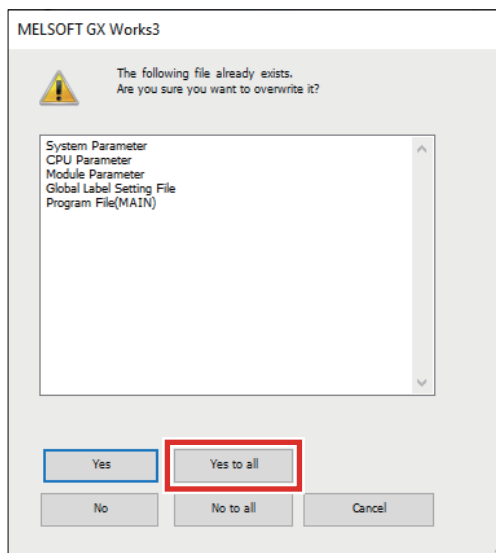 MELSOFT GX Works3
The following file already exists.
Are you sure you want to overwrite it?
System Parameter
CPU Parameter
Module Parameter
Global Label Setting File
Program File(MAIN)
Yes
Yes to all
No
No to all
Cancel